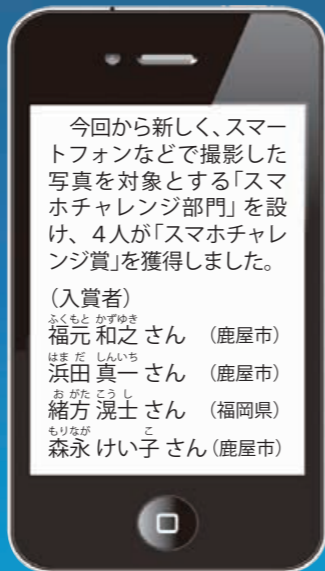 今回から新しく、スマー
トフォンなどで撮影した
写真を対象とする「スマ
ホチャレンジ部門」を設
け、4人が「スマホチャレ
ンジ賞」を獲得しました。
(入賞者)
ふくもと かずゆき
福元 和之 さん (鹿屋市)
はまだ しんいち
浜田 真一 さん (鹿屋市)
おがた こうし
緒方 滉士 さん (福岡県)
もりなが こ
森永 けい子 さん(鹿屋市)